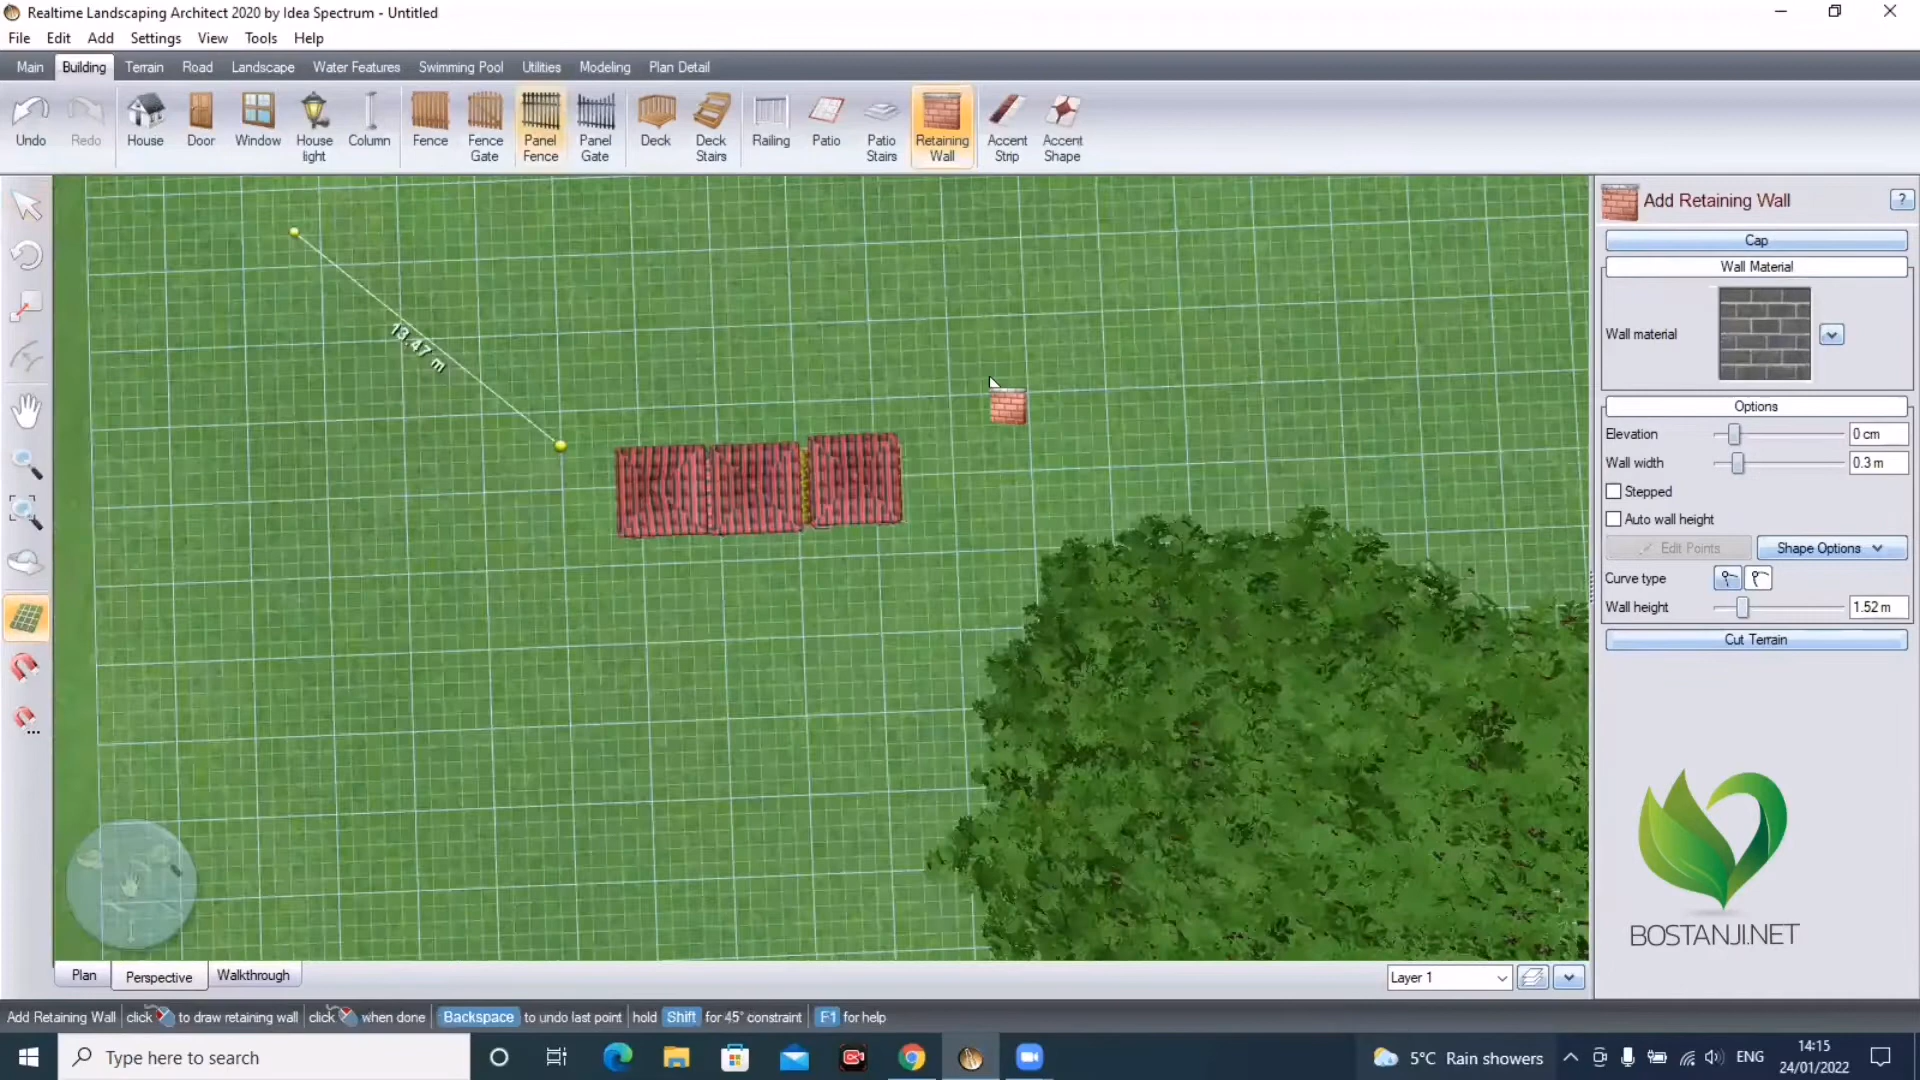 Realtime Landscaping Architect 2020 by Idea Spectrum - Untitled
File Edit Add Settings View Tools Help
Main Building Terrain Road Landscape Water Features Swimming Pool Utilities Modeling Plan Detail
Undo Redo House Door Window House light Column Fence Fence Gate Panel Fence Panel Gate Deck Deck Stairs Railing Patio Patio Stairs Retaining Wall Accent Strip Accent Shape
Add Retaining Wall ?
Cap
Wall Material
Wall material
Options
Elevation 0 cm
Wall width 0.3 m
Stepped
Auto wall height
Edit Points Shape Options
Curve type
Wall height 1.52 m
Cut Terrain
13.47 m
BOSTANJI.NET
Plan Perspective Walkthrough
Layer 1
Add Retaining Wall click to draw retaining wall click when done Backspace to undo last point hold Shift for 45° constraint F1 for help
Type here to search
5°C Rain showers ENG
14:15
24/01/2022